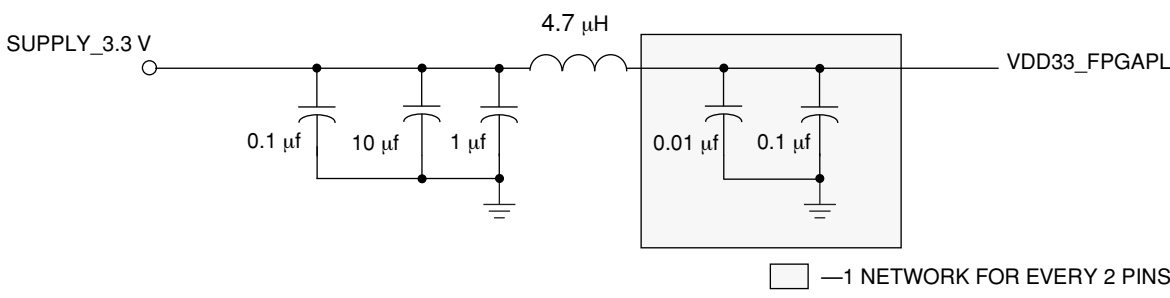 4.7 μH
SUPPLY_3.3 V
VDD33_FPGAPL
0.1 μf
10 μf
1 μf
0.01 μf
0.1 μf
—1 NETWORK FOR EVERY 2 PINS